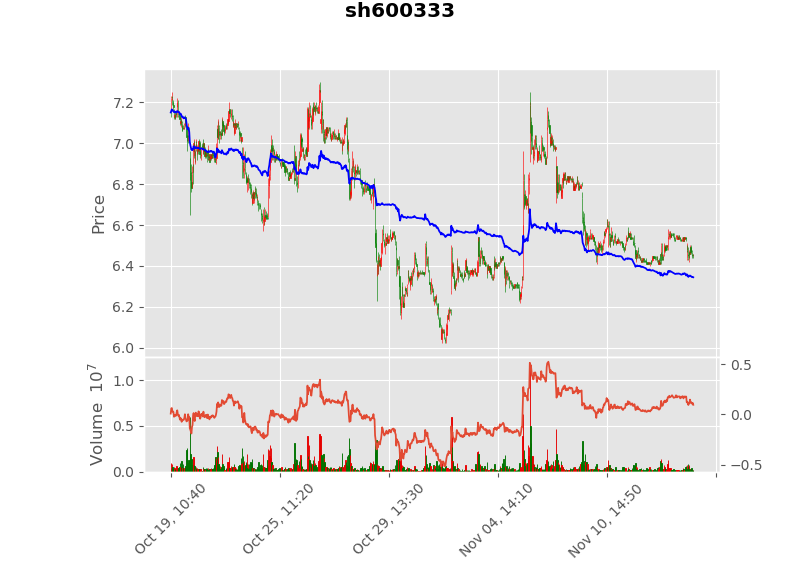 sh600333
Price
7.2
7.0
6.8
6.6
6.4
6.2
6.0
Volume 10^7
1.0
0.5
0.0
0.5
0.0
−0.5
Oct 19, 10:40
Oct 25, 11:20
Oct 29, 13:30
Nov 04, 14:10
Nov 10, 14:50